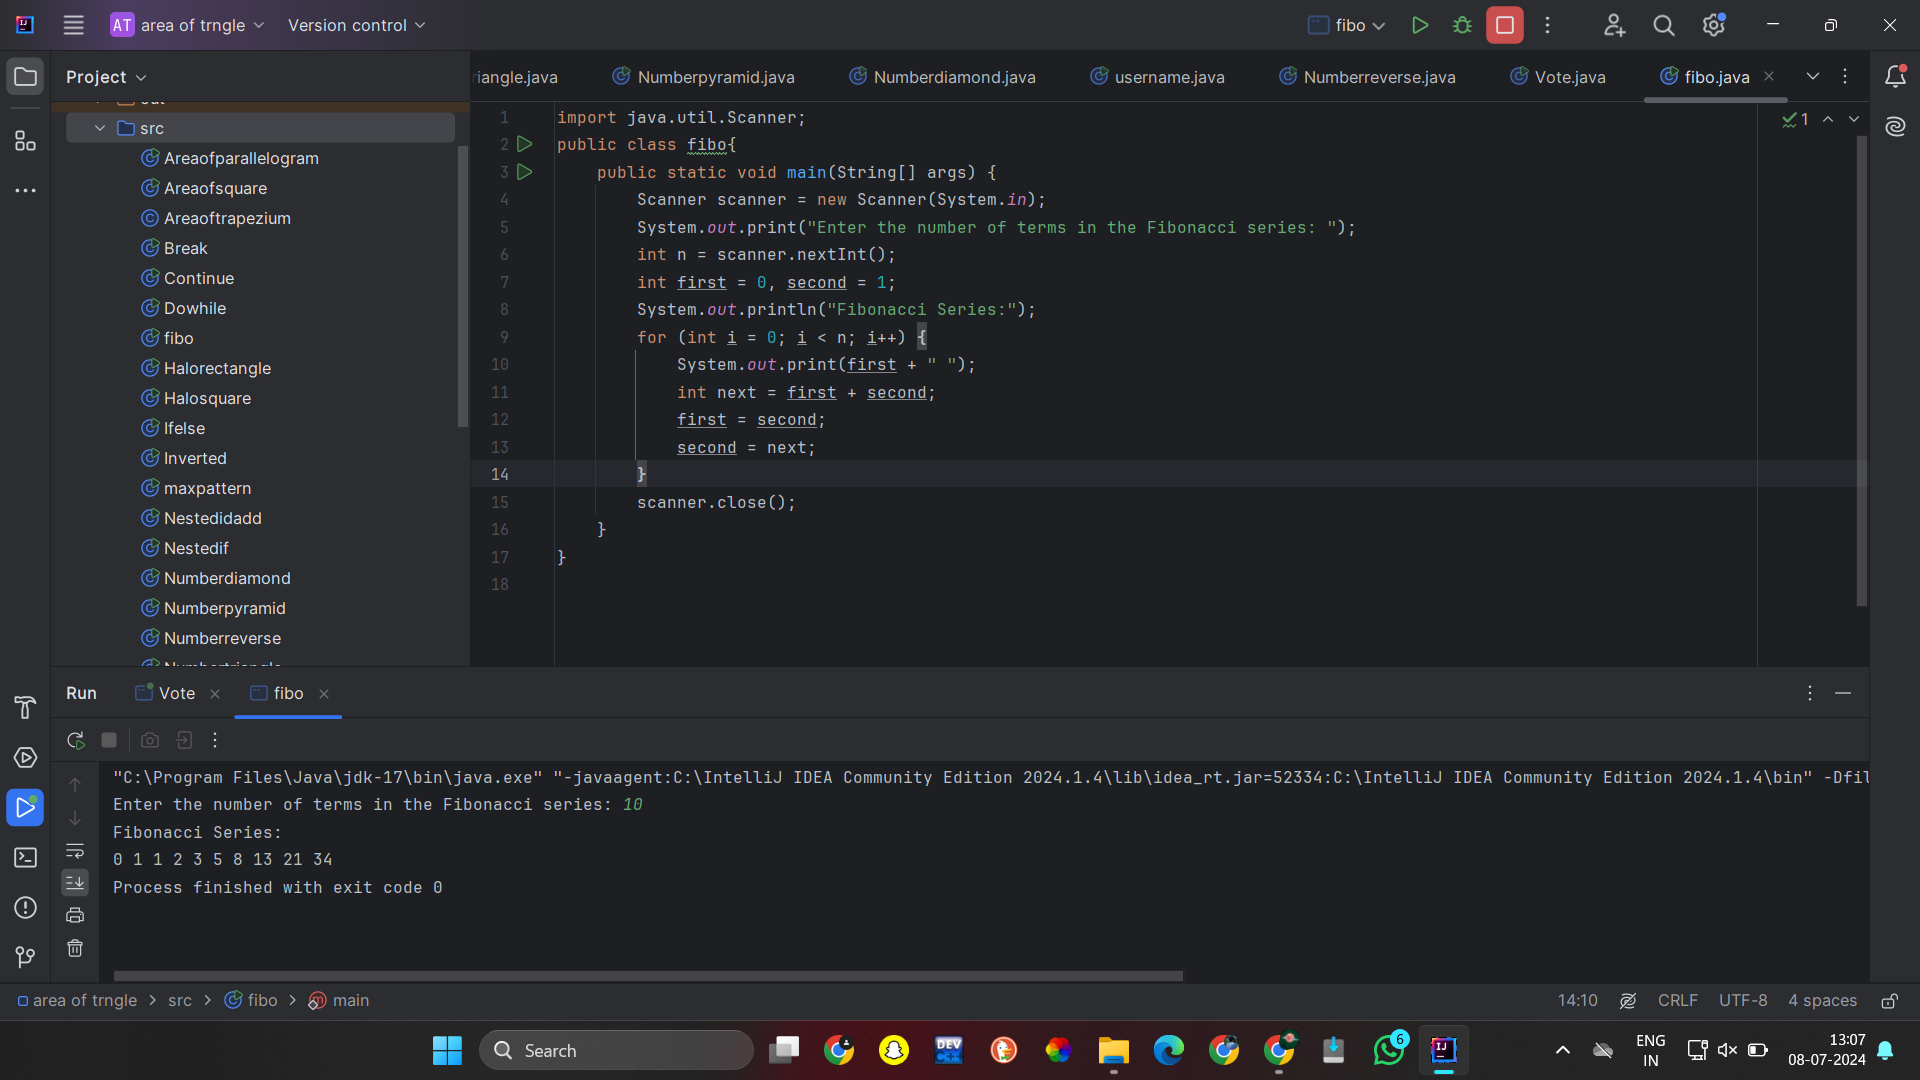 AT area of trngle Version control fibo
Project
riangle.java Numberpyramid.java Numberdiamond.java username.java Numberreverse.java Vote.java fibo.java
src
Areaofparallelogram
Areaofsquare
Areaoftrapezium
Break
Continue
Dowhile
fibo
Halorectangle
Halosquare
Ifelse
Inverted
maxpattern
Nestedidadd
Nestedif
Numberdiamond
Numberpyramid
Numberreverse
1 import java.util.Scanner;
2 public class fibo{
3 public static void main(String[] args) {
4 Scanner scanner = new Scanner(System.in);
5 System.out.print("Enter the number of terms in the Fibonacci series: ");
6 int n = scanner.nextInt();
7 int first = 0, second = 1;
8 System.out.println("Fibonacci Series:");
9 for (int i = 0; i < n; i++) {
10 System.out.print(first + " ");
11 int next = first + second;
12 first = second;
13 second = next;
14 }
15 scanner.close();
16 }
17 }
18
1
Run Vote fibo
"C:\Program Files\Java\jdk-17\bin\java.exe" "-javaagent:C:\IntelliJ IDEA Community Edition 2024.1.4\lib\idea_rt.jar=52334:C:\IntelliJ IDEA Community Edition 2024.1.4\bin" -Dfil
Enter the number of terms in the Fibonacci series: 10
Fibonacci Series:
0 1 1 2 3 5 8 13 21 34
Process finished with exit code 0
area of trngle > src > fibo > main 14:10 CRLF UTF-8 4 spaces
Search DEV C++ 6 IJ ENG IN 13:07 08-07-2024